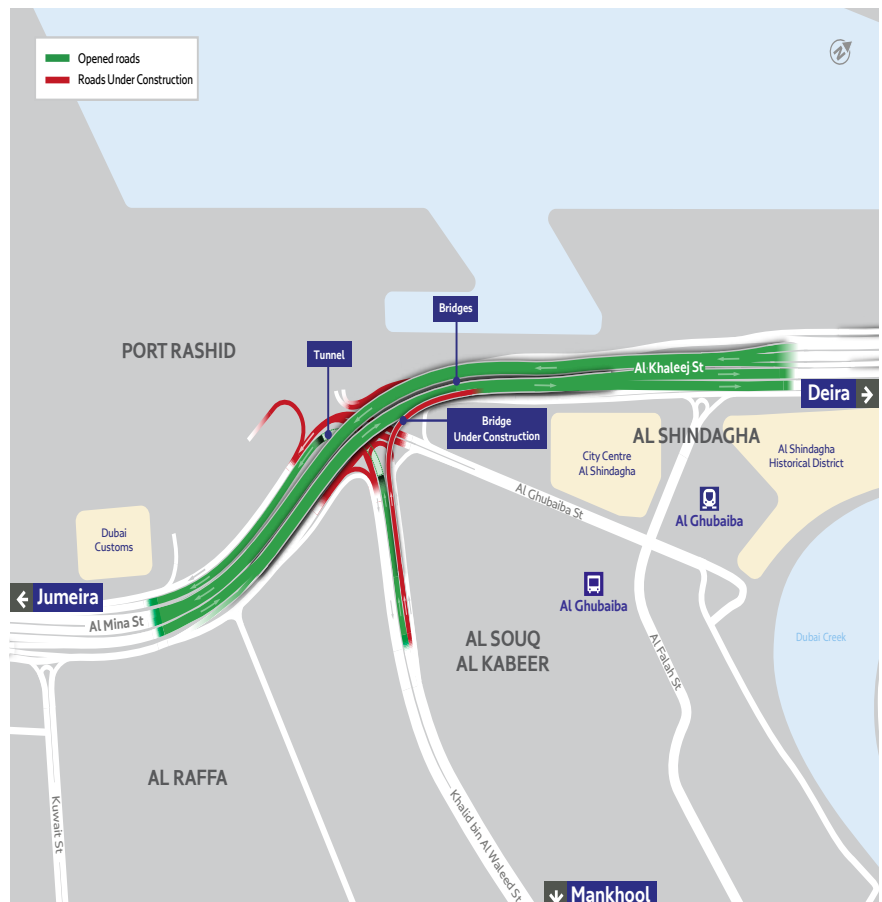 Opened roads
Roads Under Construction
N
Bridges
PORT RASHID
Tunnel
Al Khaleej St
Deira
Bridge
Under Construction
AL SHINDAGHA
City Centre
Al Shindagha
Al Shindagha
Historical District
Al Ghubaiba St
Al Ghubaiba
Dubai
Customs
Jumeira
Al Mina St
Al Ghubaiba
AL SOUQ
AL KABEER
Al Falah St
Dubai Creek
AL RAFFA
Kuwait St
Khalid bin Al Waleed St
Mankhool